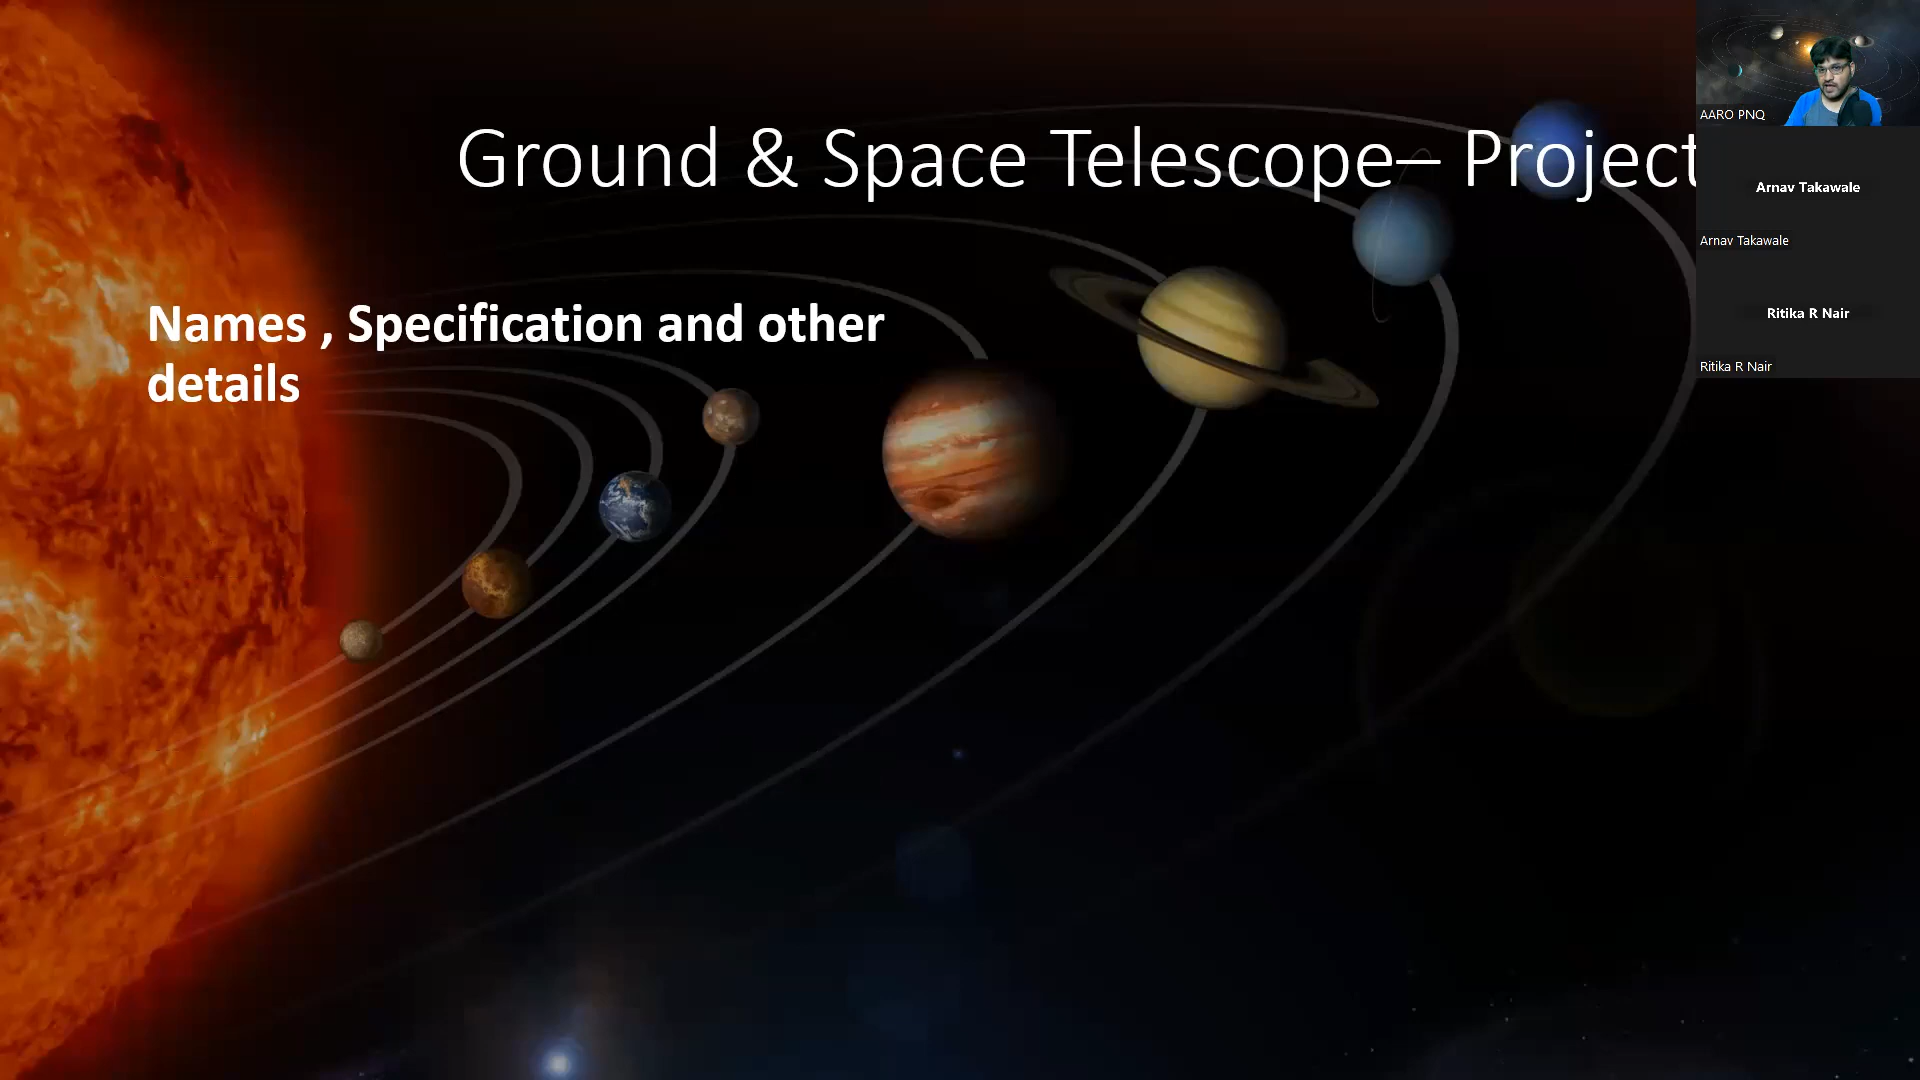 Ground & Space Telescope– Project
Names , Specification and other
details
AARO PNQ
Arnav Takawale
Arnav Takawale
Ritika R Nair
Ritika R Nair